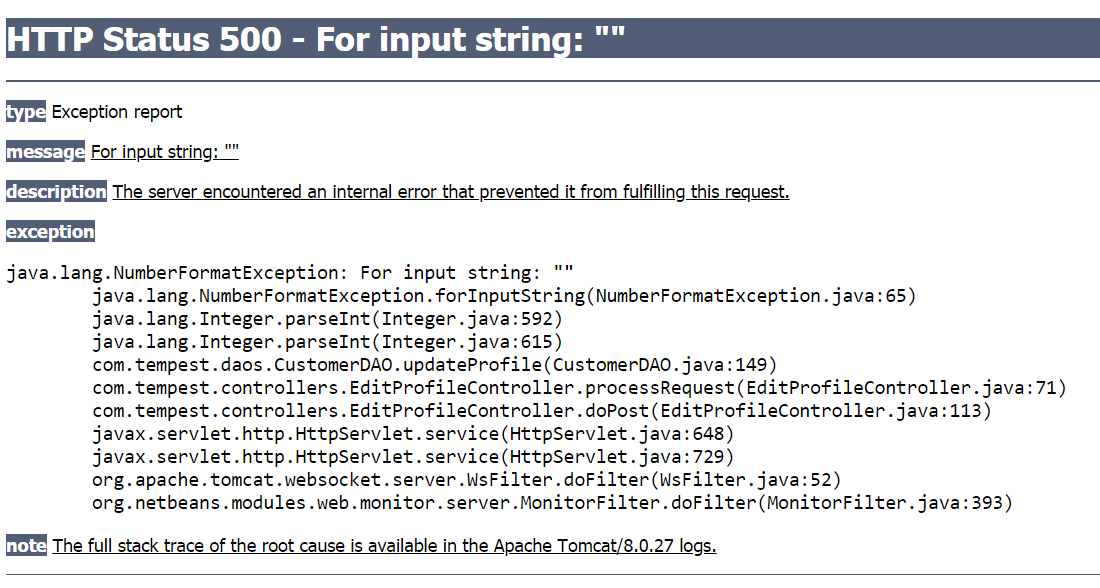 HTTP Status 500 - For input string: ""
type Exception report
message For input string: ""
description The server encountered an internal error that prevented it from fulfilling this request.
exception
java.lang.NumberFormatException: For input string: ""
java.lang.NumberFormatException.forInputString(NumberFormatException.java:65)
java.lang.Integer.parseInt(Integer.java:592)
java.lang.Integer.parseInt(Integer.java:615)
com.tempest.daos.CustomerDAO.updateProfile(CustomerDAO.java:149)
com.tempest.controllers.EditProfileController.processRequest(EditProfileController.java:71)
com.tempest.controllers.EditProfileController.doPost(EditProfileController.java:113)
javax.servlet.http.HttpServlet.service(HttpServlet.java:648)
javax.servlet.http.HttpServlet.service(HttpServlet.java:729)
org.apache.tomcat.websocket.server.WsFilter.doFilter(WsFilter.java:52)
org.netbeans.modules.web.monitor.server.MonitorFilter.doFilter(MonitorFilter.java:393)
note The full stack trace of the root cause is available in the Apache Tomcat/8.0.27 logs.